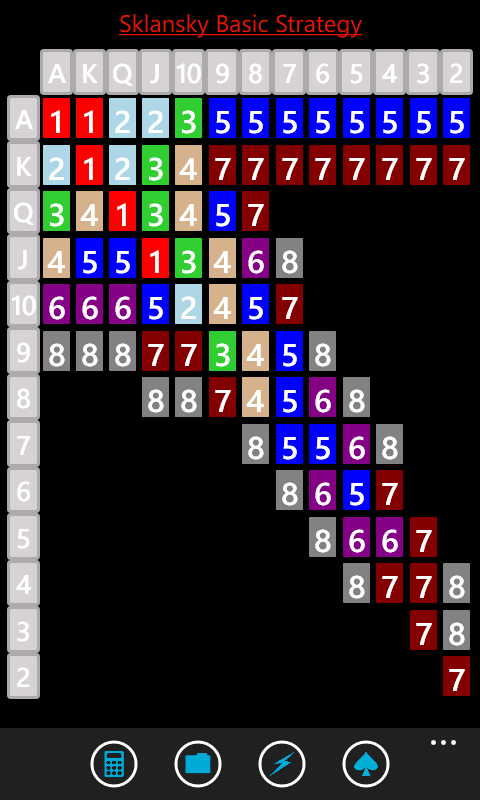 Sklansky Basic Strategy
A K Q J 10 9 8 7 6 5 4 3 2
A 1 1 2 2 3 5 5 5 5 5 5 5 5
K 2 1 2 3 4 7 7 7 7 7 7 7 7
Q 3 4 1 3 4 5 7
J 4 5 5 1 3 4 6 8
10 6 6 6 5 2 4 5 7
9 8 8 8 7 7 3 4 5 8
8 8 8 7 4 5 6 8
7 8 5 5 6 8
6 8 6 5 7
5 8 6 6 7
4 8 7 7 8
3 7 8
2 7